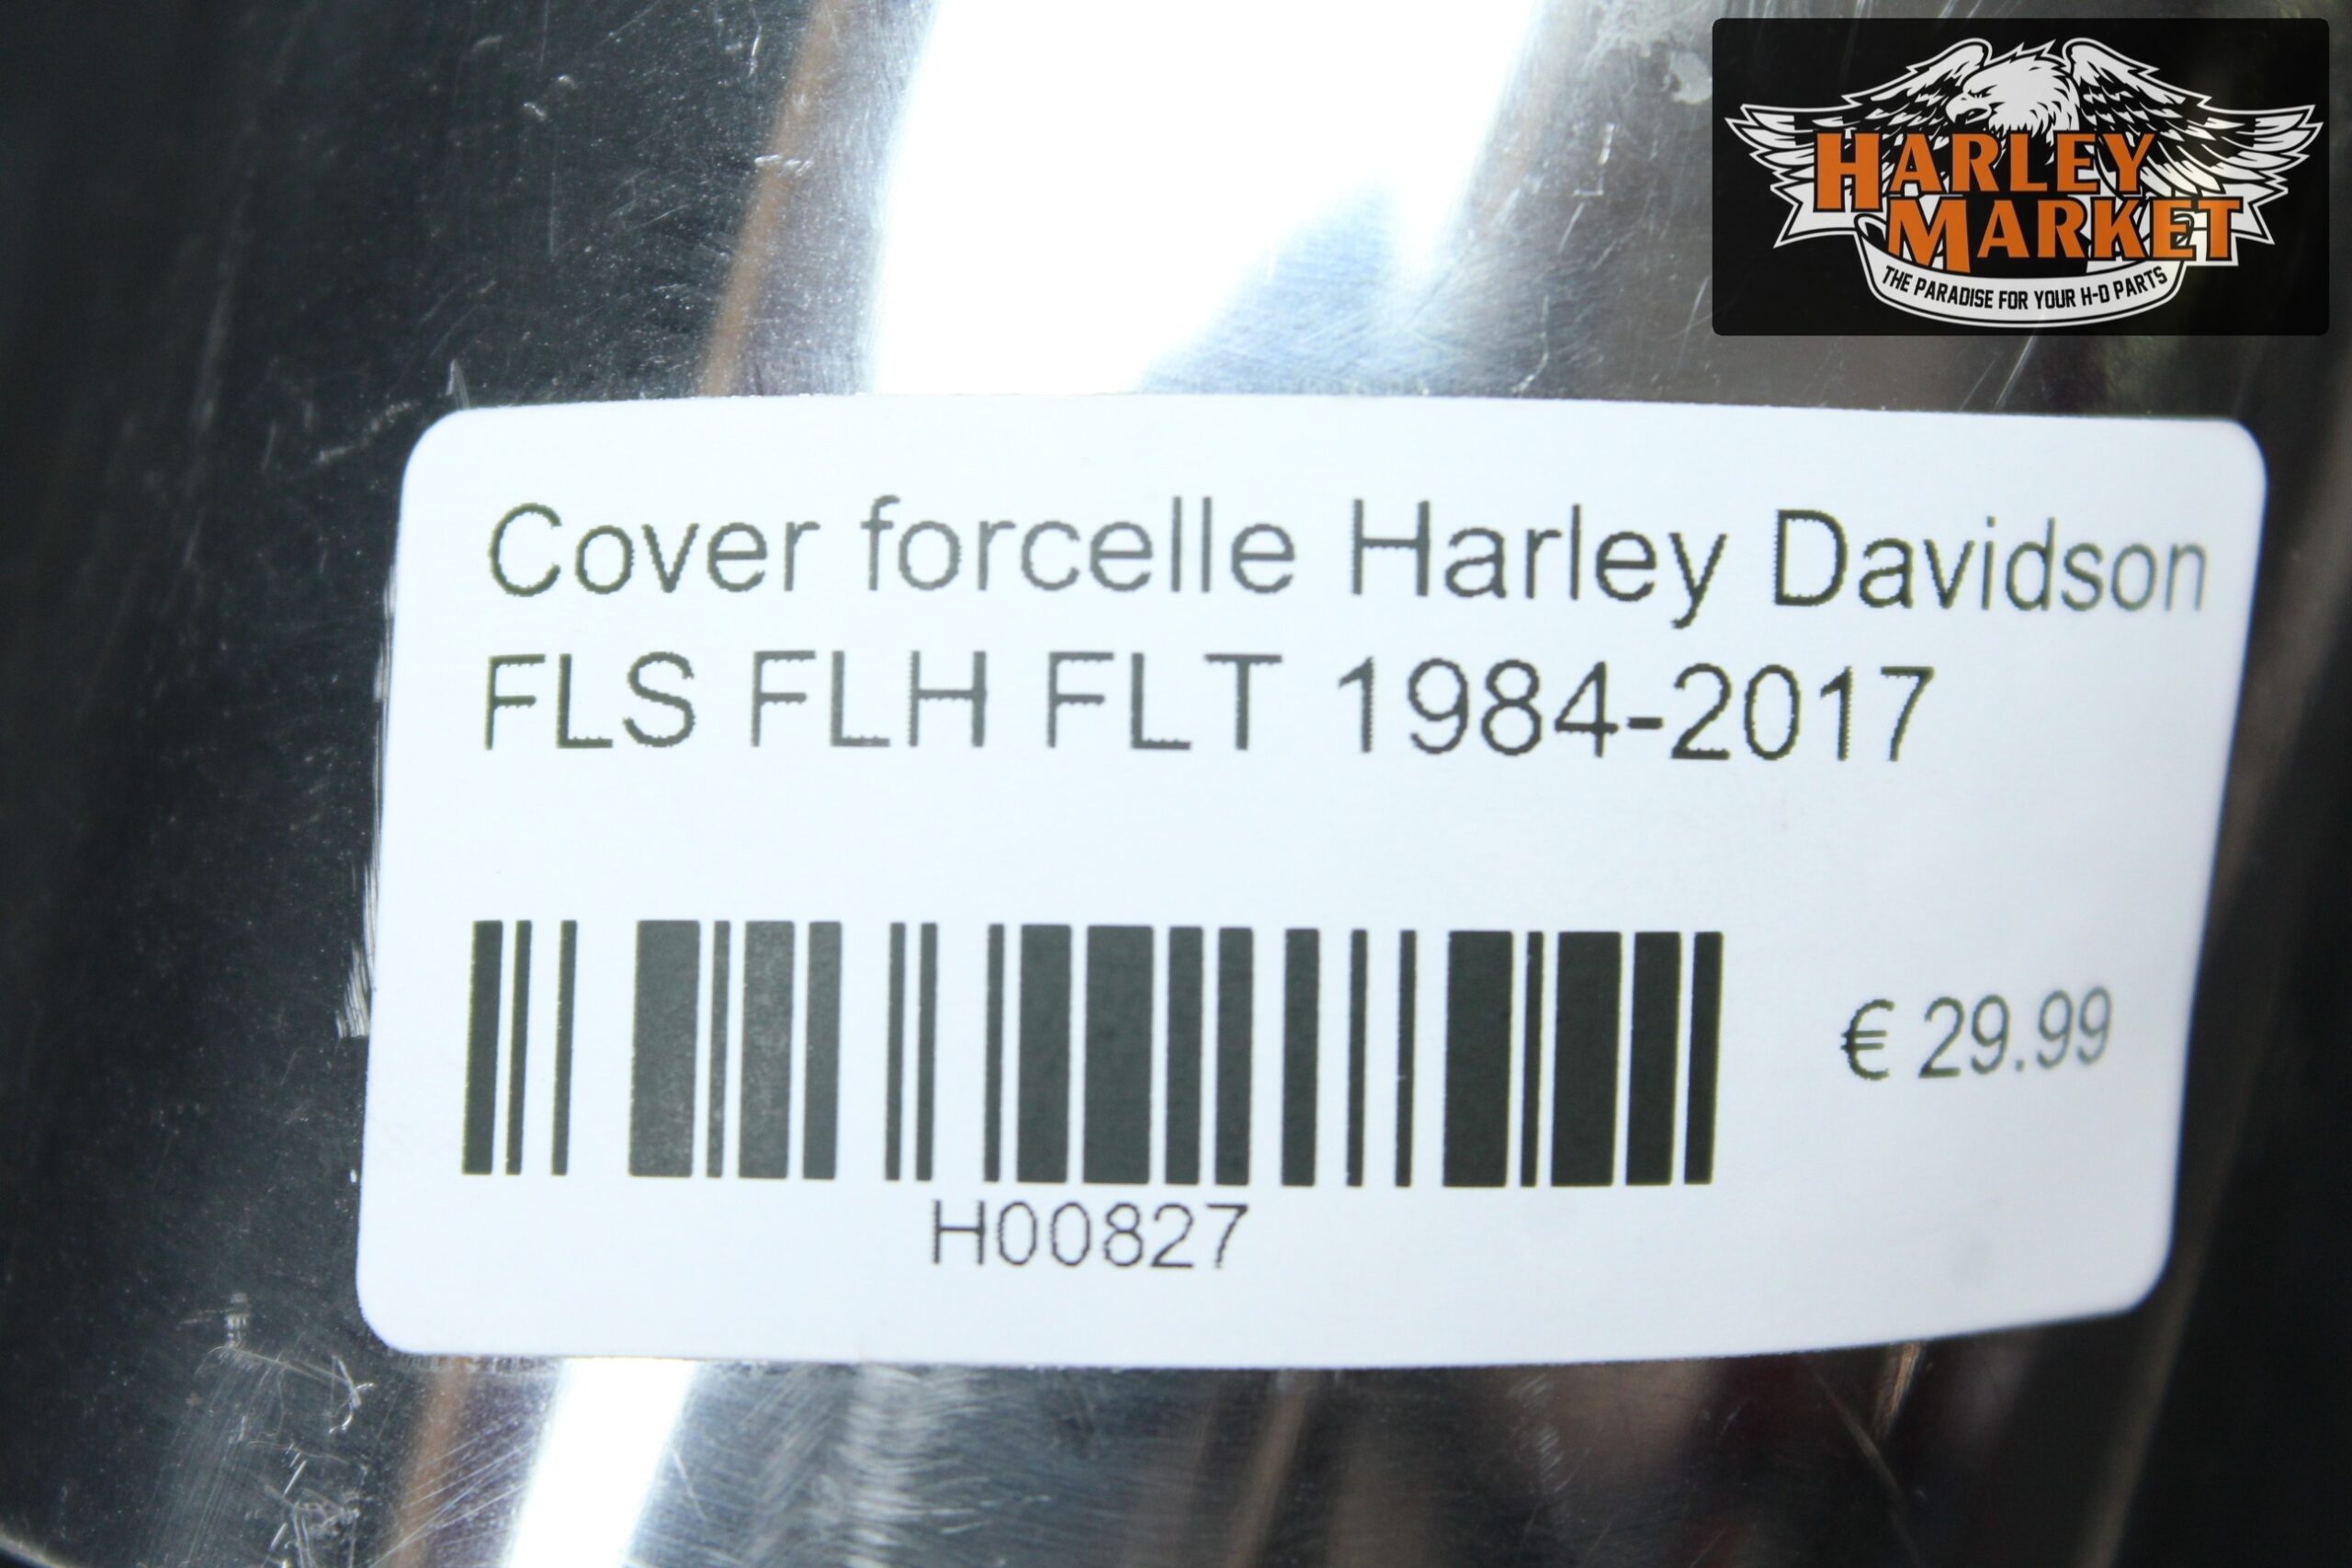 HARLEY
MARKET
THE PARADISE FOR YOUR H-D PARTS
Cover forcelle Harley Davidson
FLS FLH FLT 1984-2017
€ 29.99
H00827